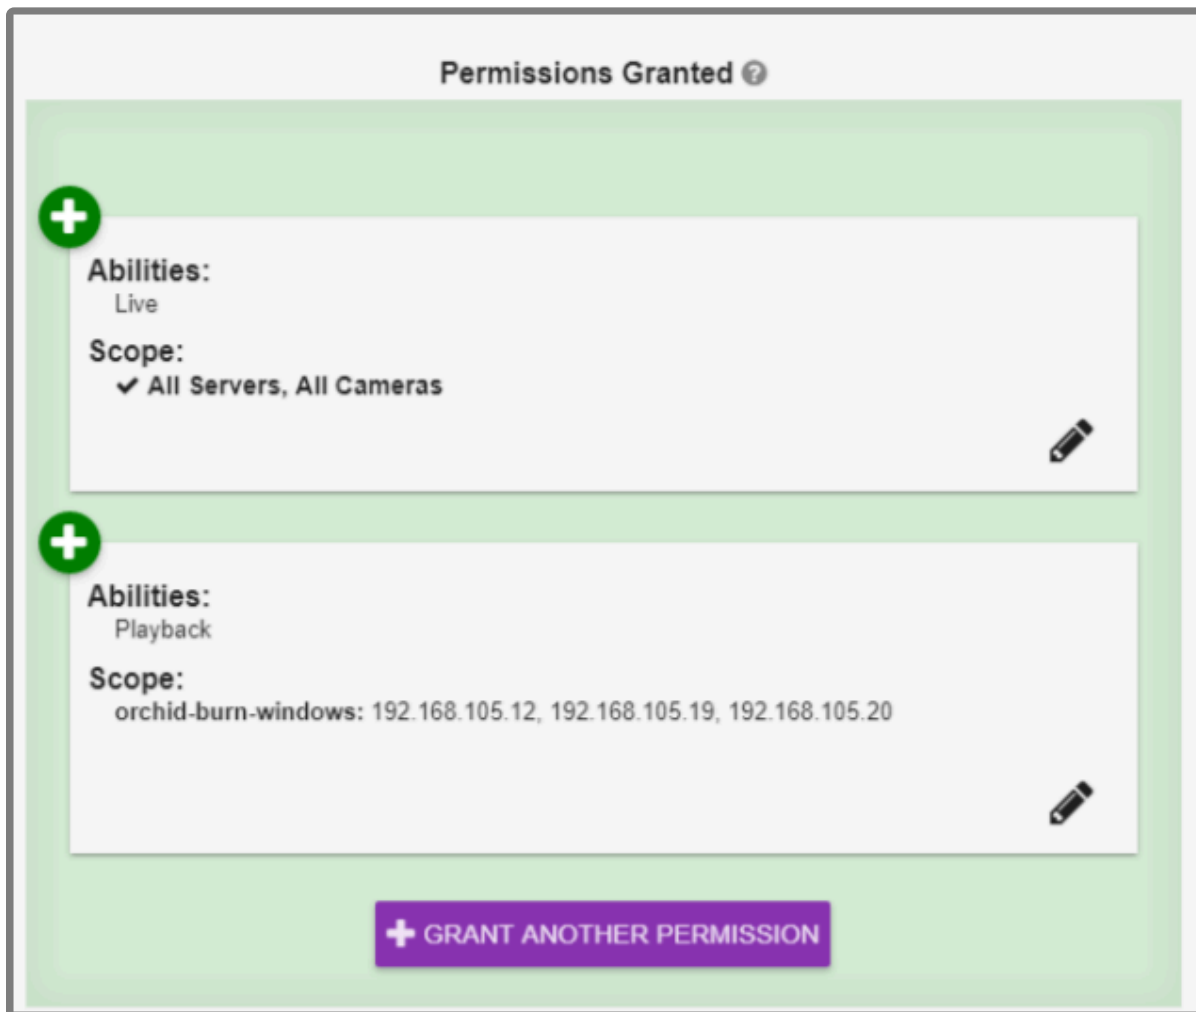 Permissions Granted
Abilities:
Live
Scope:
All Servers, All Cameras
Abilities:
Playback
Scope:
orchid-burn-windows: 192.168.105.12, 192.168.105.19, 192.168.105.20
GRANT ANOTHER PERMISSION